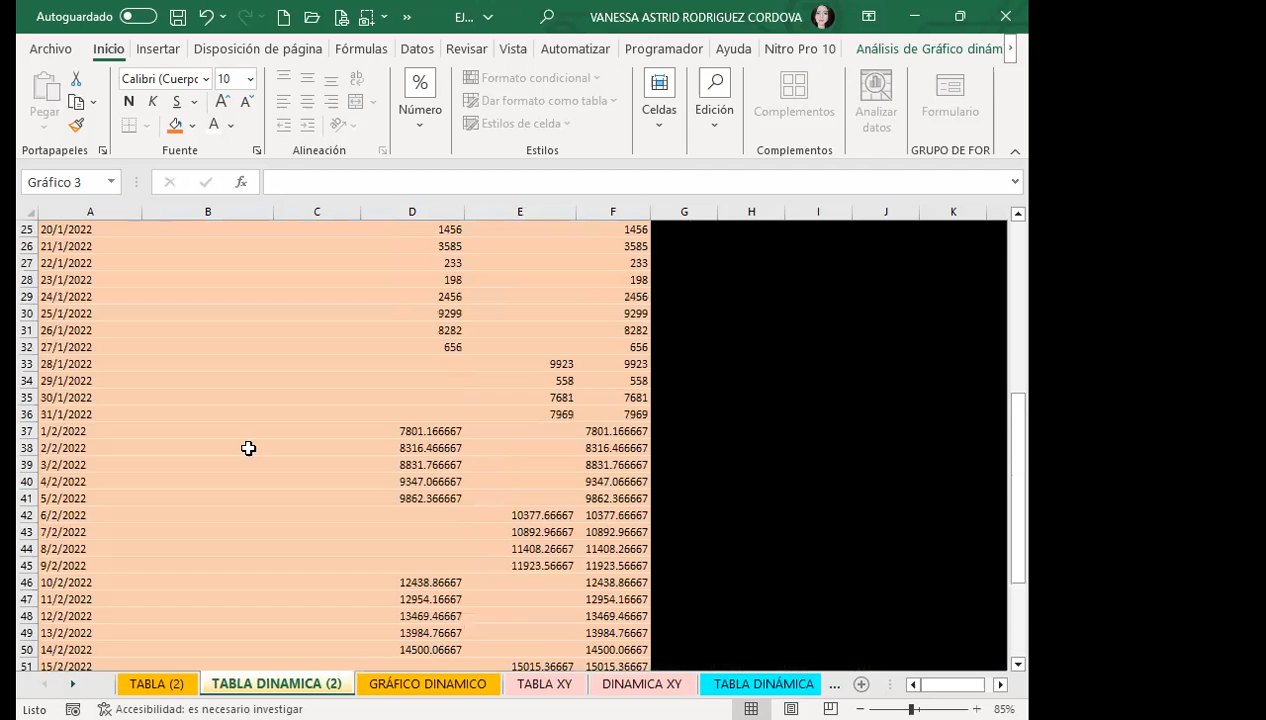 Autoguardado EJ... VANESSA ASTRID RODRIGUEZ CORDOVA
Archivo Inicio Insertar Disposición de página Fórmulas Datos Revisar Vista Automatizar Programador Ayuda Nitro Pro 10 Análisis de Gráfico dinám
Pegar
Calibri (Cuerpo 10
N K S A A
A
% Número
Formato condicional
Dar formato como tabla
Estilos de celda
Celdas Edición Complementos Analizar datos Formulario
Portapapeles Fuente Alineación Estilos Complementos GRUPO DE FOR
Gráfico 3 fx
A B C D E F G H I J K
25 20/1/2022 1456 1456
26 21/1/2022 3585 3585
27 22/1/2022 233 233
28 23/1/2022 198 198
29 24/1/2022 2456 2456
30 25/1/2022 9299 9299
31 26/1/2022 8282 8282
32 27/1/2022 656 656
33 28/1/2022 9923 9923
34 29/1/2022 558 558
35 30/1/2022 7681 7681
36 31/1/2022 7969 7969
37 1/2/2022 7801.166667 7801.166667
38 2/2/2022 8316.466667 8316.466667
39 3/2/2022 8831.766667 8831.766667
40 4/2/2022 9347.066667 9347.066667
41 5/2/2022 9862.366667 9862.366667
42 6/2/2022 10377.66667 10377.66667
43 7/2/2022 10892.96667 10892.96667
44 8/2/2022 11408.26667 11408.26667
45 9/2/2022 11923.56667 11923.56667
46 10/2/2022 12438.86667 12438.86667
47 11/2/2022 12954.16667 12954.16667
48 12/2/2022 13469.46667 13469.46667
49 13/2/2022 13984.76667 13984.76667
50 14/2/2022 14500.06667 14500.06667
51 15/2/2022 15015.36667 15015.36667
TABLA (2) TABLA DINAMICA (2) GRÁFICO DINAMICO TABLA XY DINAMICA XY TABLA DINÁMICA ...
Listo Accesibilidad: es necesario investigar 85%